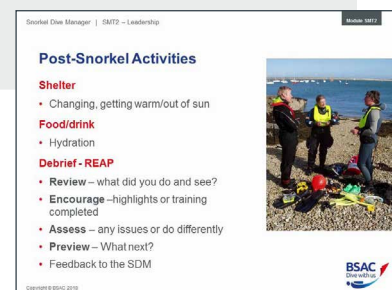 Snorkel Dive Manager | SMT2 – Leadership
Module SMT2
Post-Snorkel Activities
Shelter
• Changing, getting warm/out of sun
Food/drink
• Hydration
Debrief - REAP
• Review – what did you do and see?
• Encourage –highlights or training
completed
• Assess – any issues or do differently
• Preview – What next?
• Feedback to the SDM
BSAC
Dive with us
Copyright © BSAC 2010